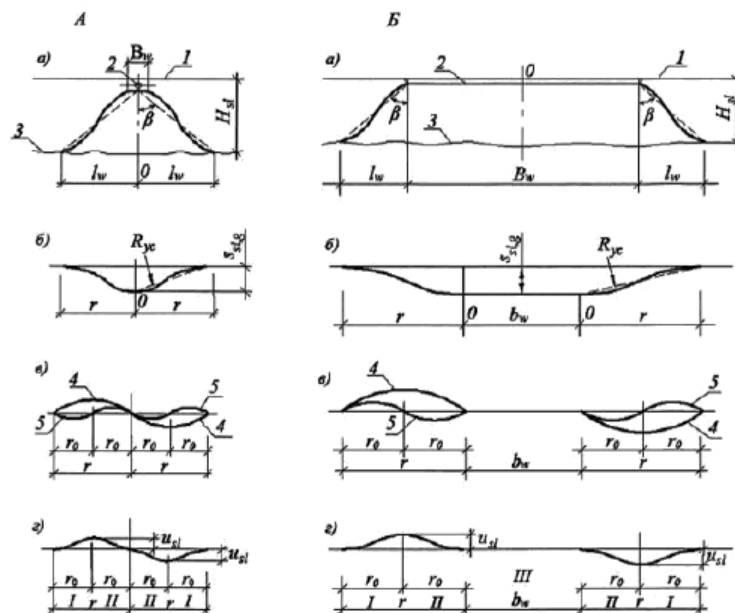 А Б
а) B_w 2 1 H_sl β 3 l_w 0 l_w
а) 0 1 2 β 3 β H_sl l_w B_w l_w
б) R_ye s_sl,g 0 r r
б) s_sl,g R_ye 0 0 r b_w r
в) 4 5 5 4 r_0 r_0 r_0 r_0 r r
в) 4 5 5 4 r_0 r_0 r_0 r_0 r b_w r
г) u_sl u_sl r_0 r_0 r_0 r_0 I r II II r I
г) u_sl u_sl r_0 r_0 III r_0 r_0 I r II b_w II r I